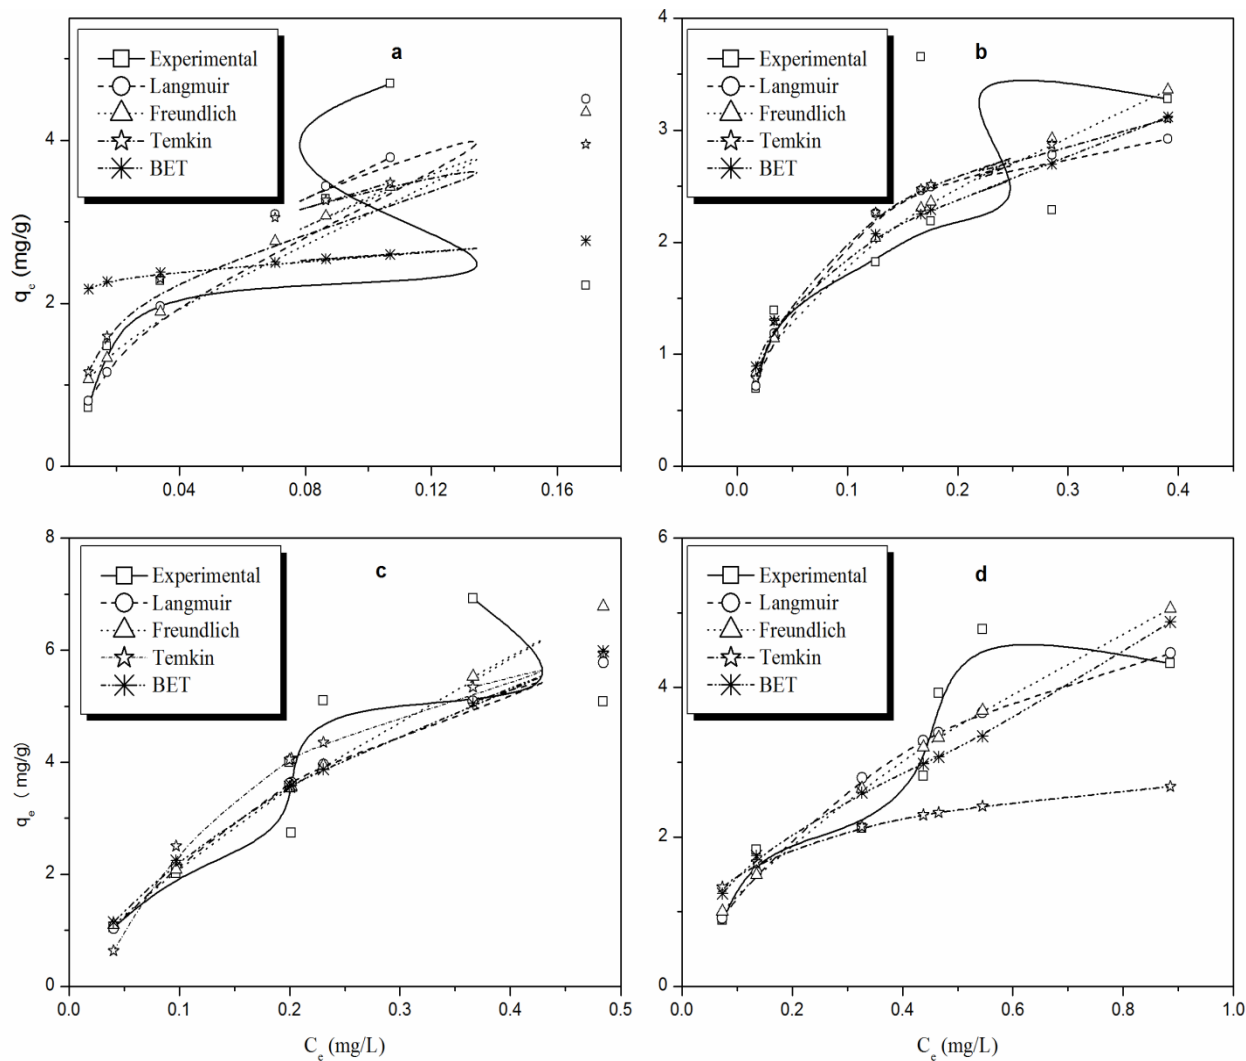 a
Experimental
Langmuir
Freundlich
Temkin
BET
4
2
0
q_e (mg/g)
0.04
0.08
0.12
0.16
b
Experimental
Langmuir
Freundlich
Temkin
BET
4
3
2
1
0
0.0
0.1
0.2
0.3
0.4
c
Experimental
Langmuir
Freundlich
Temkin
BET
8
6
4
2
0
q_e ( mg/g)
0.0
0.1
0.2
0.3
0.4
0.5
C_e (mg/L)
d
Experimental
Langmuir
Freundlich
Temkin
BET
6
4
2
0
0.0
0.2
0.4
0.6
0.8
1.0
C_e (mg/L)